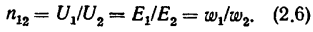 n₁₂ = U₁/U₂ = E₁/E₂ = w₁/w₂. (2.6)